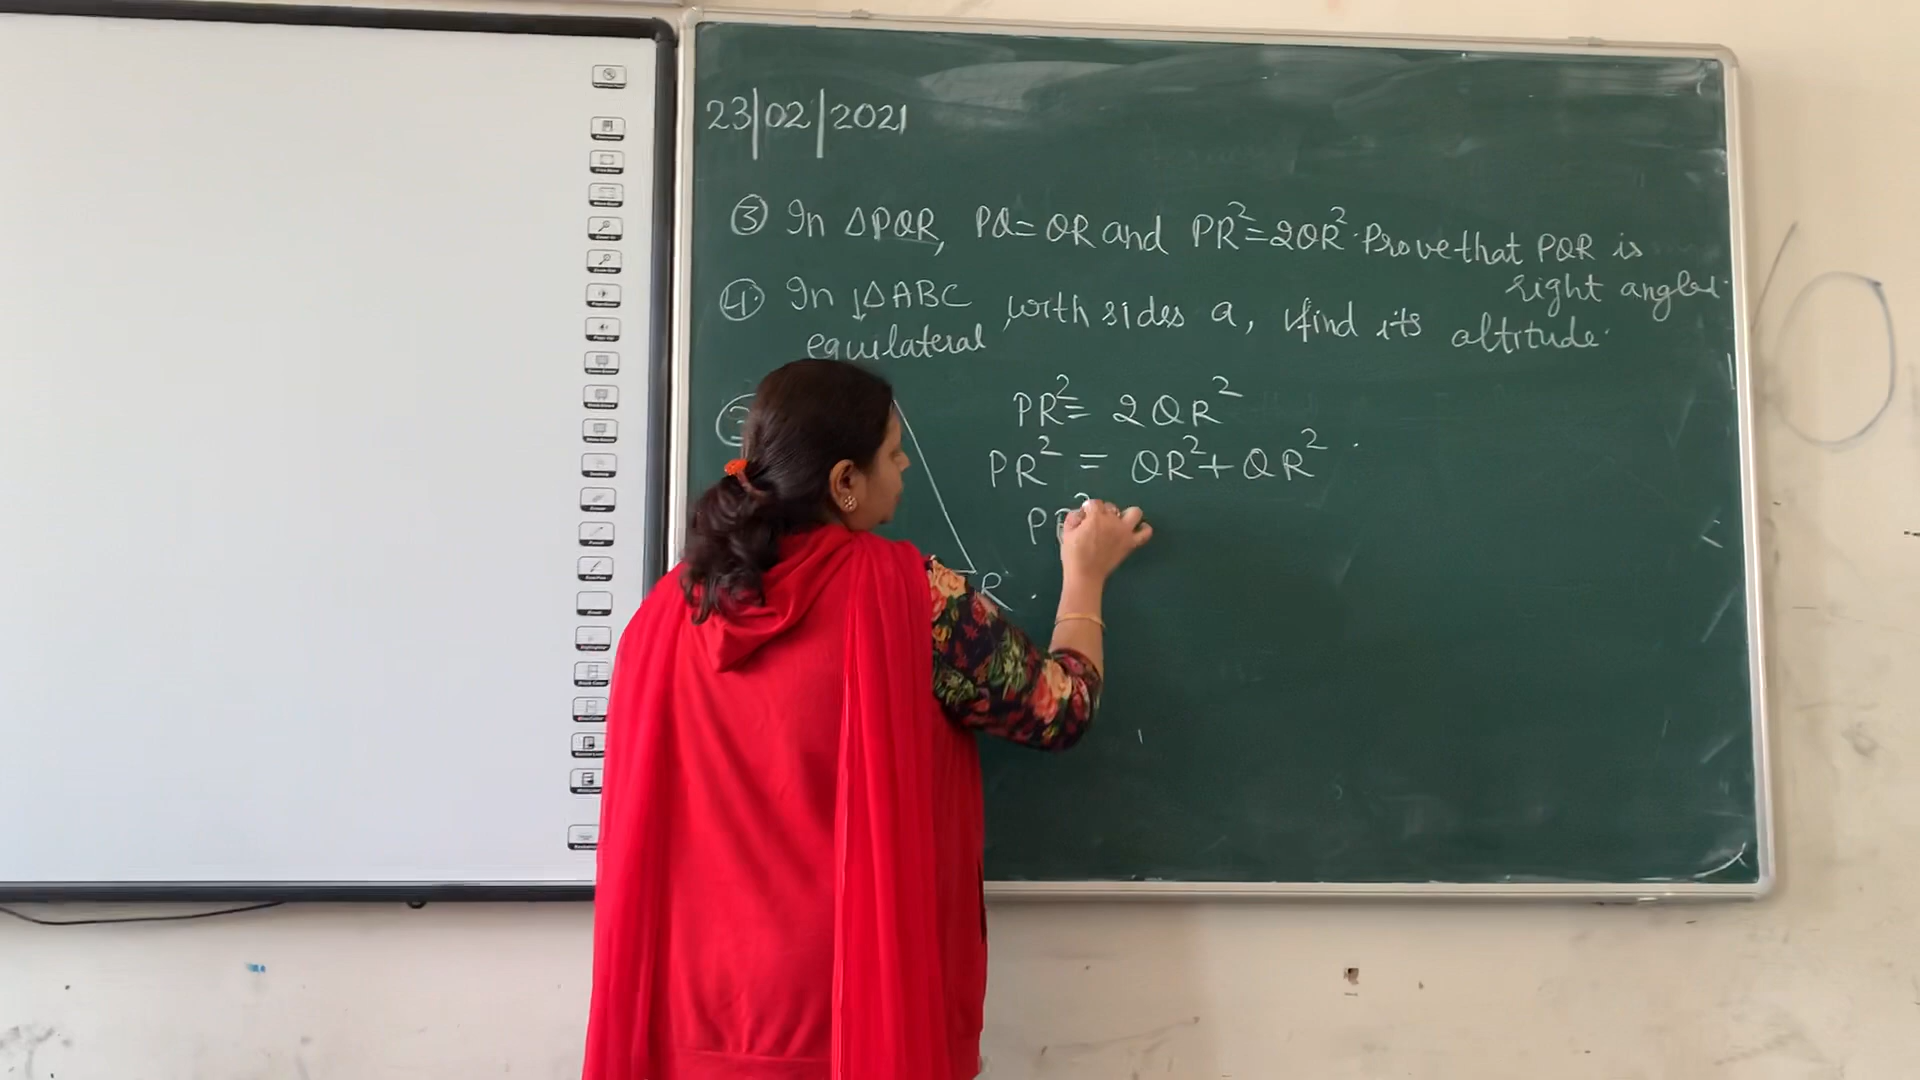 23|02|2021
③ In ΔPQR, PQ=QR and PR²=2QR². Prove that PQR is
right angled.
④ In ↓ΔABC with sides a, find its altitude.
equilateral
PR² = 2QR²
PR² = QR²+QR²
PR²
R